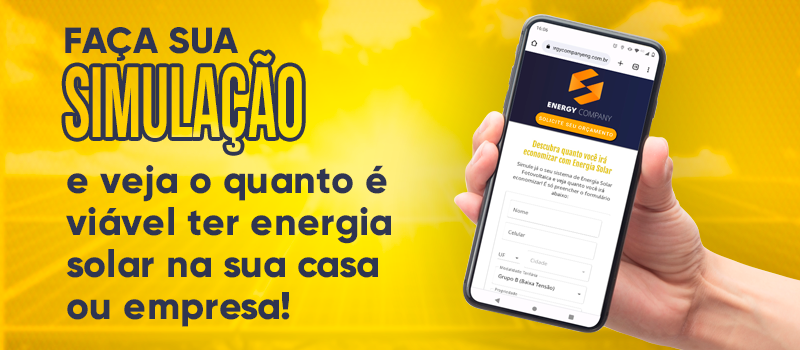 FAÇA SUA
SIMULAÇÃO
e veja o quanto é
viável ter energia
solar na sua casa
ou empresa!
egycompanyeng.com.br
ENERGY COMPANY
SOLICITE SEU ORÇAMENTO
Descubra quanto você irá
economizar com Energia Solar
Simule já o seu sistema de Energia Solar
Fotovoltaica e veja quanto você irá
economizar! É só preencher o formulário
abaixo:
Nome
Celular
UF
Cidade
Modalidade Tarifária
Grupo B (Baixa Tensão)
Propriedade